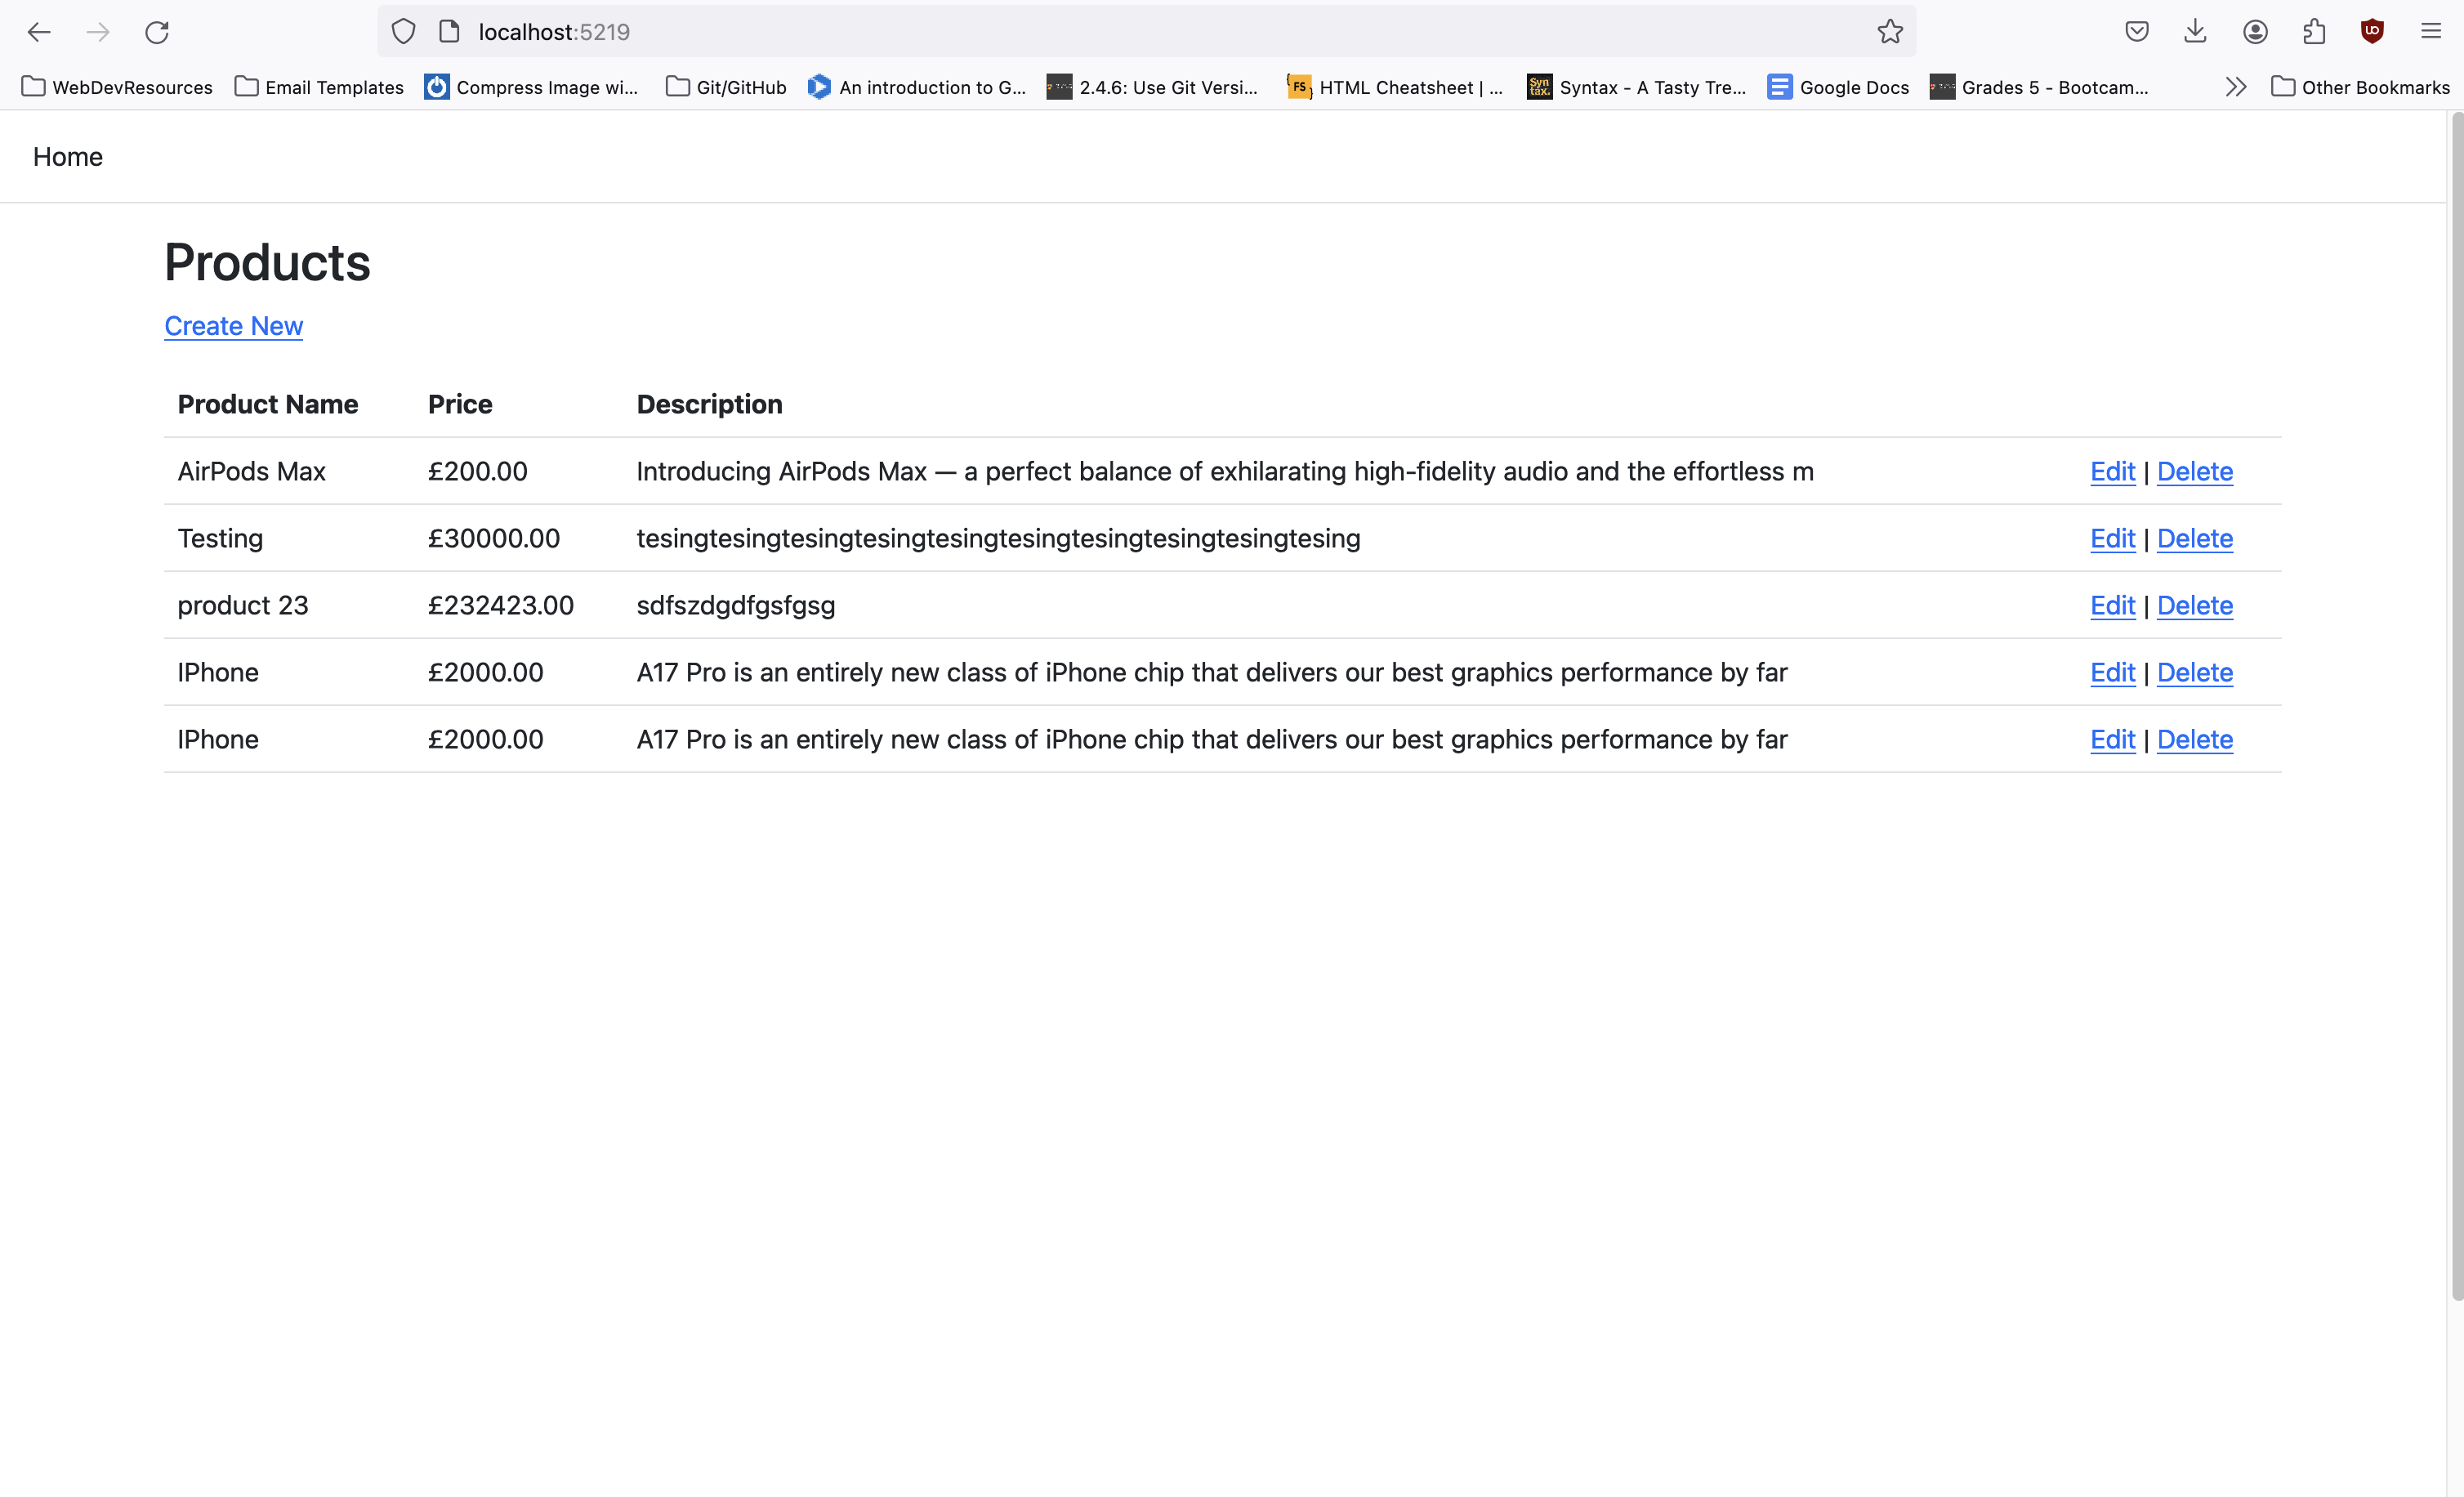 localhost:5219
WebDevResources Email Templates Compress Image wi... Git/GitHub An introduction to G... 2.4.6: Use Git Versi... {FS} HTML Cheatsheet | ... Syn tax. Syntax - A Tasty Tre... Google Docs Grades 5 - Bootcam... Other Bookmarks
Home
Products
Create New
Product Name Price Description
AirPods Max £200.00 Introducing AirPods Max — a perfect balance of exhilarating high-fidelity audio and the effortless m Edit | Delete
Testing £30000.00 tesingtesingtesingtesingtesingtesingtesingtesingtesingtesing Edit | Delete
product 23 £232423.00 sdfszdgdfgsfgsg Edit | Delete
IPhone £2000.00 A17 Pro is an entirely new class of iPhone chip that delivers our best graphics performance by far Edit | Delete
IPhone £2000.00 A17 Pro is an entirely new class of iPhone chip that delivers our best graphics performance by far Edit | Delete